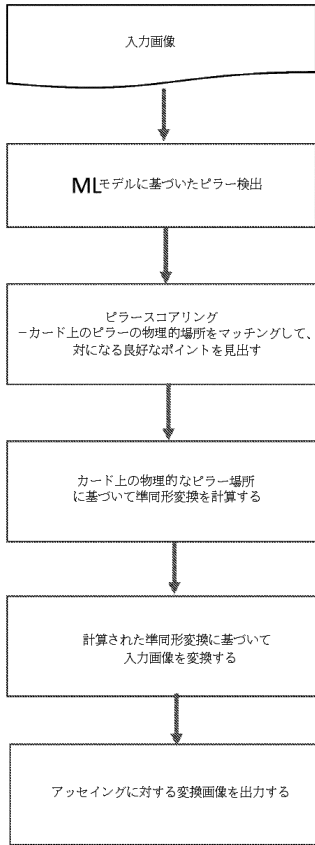 入力画像
MLモデルに基づいたピラー検出
ピラースコアリング
－カード上のピラーの物理的場所をマッチングして、
対になる良好なポイントを見出す
カード上の物理的なピラー場所
に基づいて準同形変換を計算する
計算された準同形変換に基づいて
入力画像を変換する
アッセイングに対する変換画像を出力する